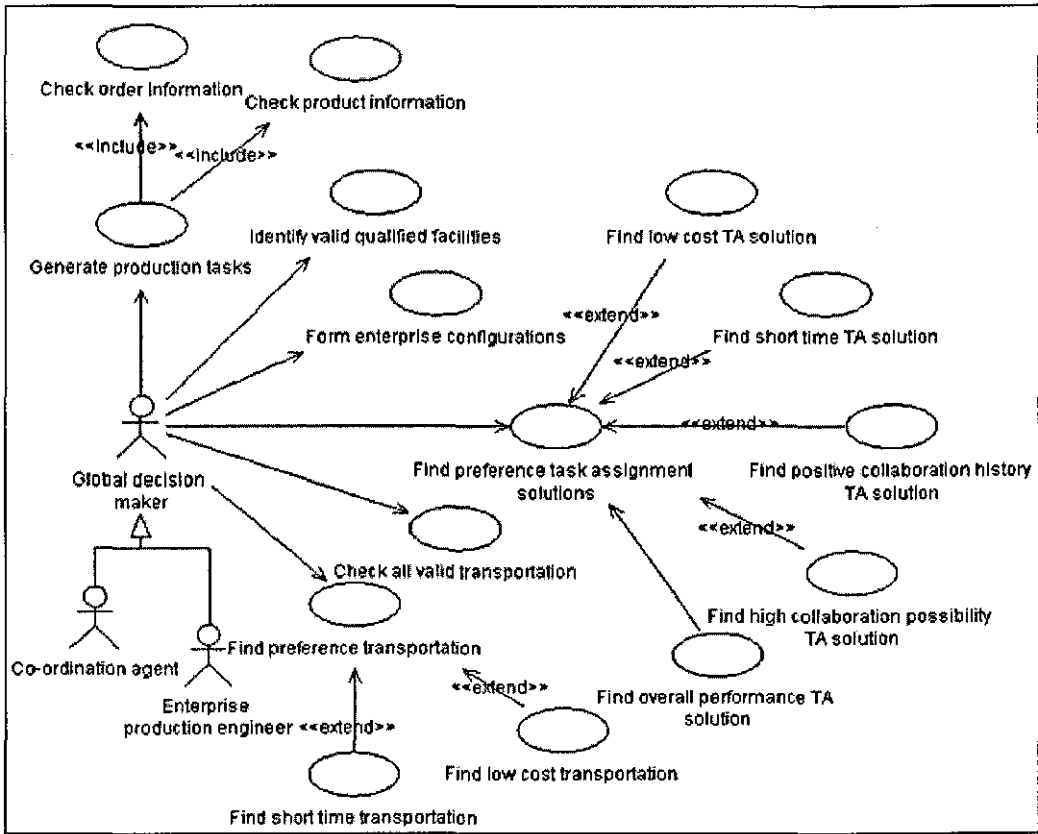 Check order information
Check product information
<<include>>
<<include>>
Generate production tasks
Identify valid qualified facilities
Find low cost TA solution
Form enterprise configurations
<<extend>>
Find short time TA solution
<<extend>>
<<extend>>
Global decision
maker
Find preference task assignment
solutions
Find positive collaboration history
TA solution
<<extend>>
Check all valid transportation
Find high collaboration possibility
TA solution
Co-ordination agent
Find preference transportation
Enterprise
production engineer
<<extend>>
<<extend>>
Find overall performance TA
solution
Find low cost transportation
Find short time transportation